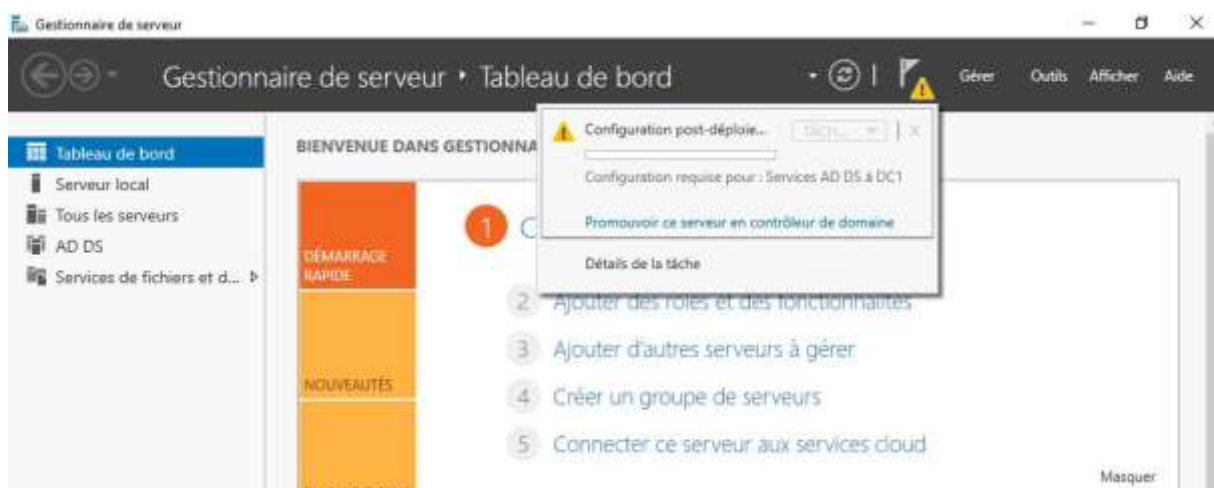 Gestionnaire de serveur
Gestionnaire de serveur ‣ Tableau de bord
Gérer Outils Afficher Aide
Tableau de bord
Serveur local
Tous les serveurs
AD DS
Services de fichiers et d...
BIENVENUE DANS GESTIONNA
DÉMARRAGE
RAPIDE
NOUVEAUTÉS
Configuration post-déploie...
Configuration requise pour : Services AD DS à DC1
Promouvoir ce serveur en contrôleur de domaine
Détails de la tâche
1 C
2 Ajouter des rôles et des fonctionnalités
3 Ajouter d'autres serveurs à gérer
4 Créer un groupe de serveurs
5 Connecter ce serveur aux services cloud
Masquer